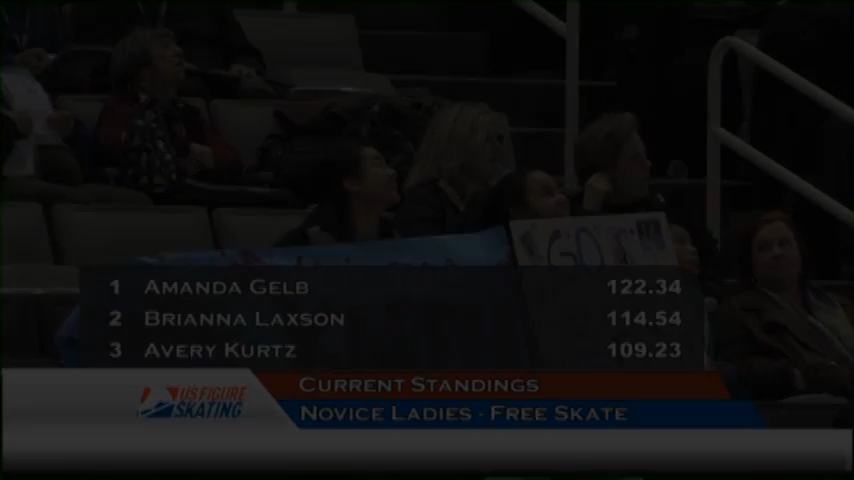 GO
1 AMANDA GELB 122.34
2 BRIANNA LAXSON 114.54
3 AVERY KURTZ 109.23
US FIGURE
SKATING
CURRENT STANDINGS
NOVICE LADIES - FREE SKATE